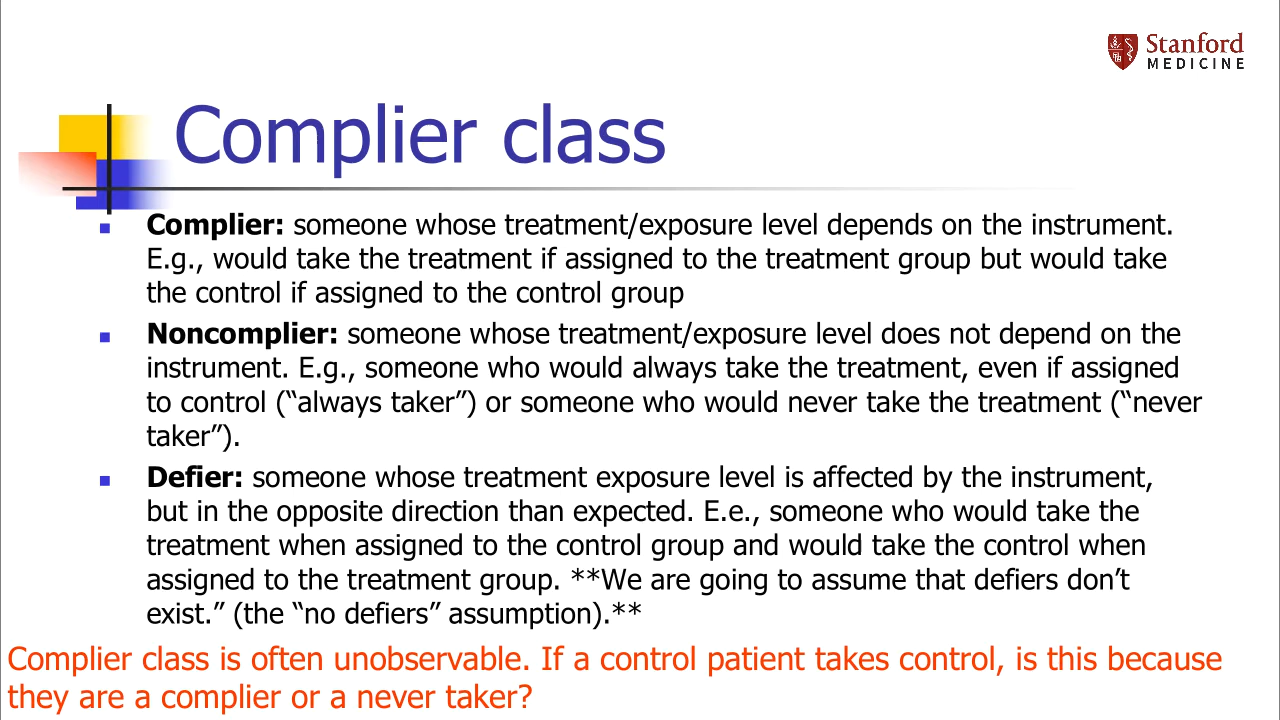 Stanford
MEDICINE
Complier class
Complier: someone whose treatment/exposure level depends on the instrument.
E.g., would take the treatment if assigned to the treatment group but would take
the control if assigned to the control group
Noncomplier: someone whose treatment/exposure level does not depend on the
instrument. E.g., someone who would always take the treatment, even if assigned
to control (“always taker”) or someone who would never take the treatment (“never
taker”).
Defier: someone whose treatment exposure level is affected by the instrument,
but in the opposite direction than expected. E.e., someone who would take the
treatment when assigned to the control group and would take the control when
assigned to the treatment group. **We are going to assume that defiers don’t
exist.” (the “no defiers” assumption).**
Complier class is often unobservable. If a control patient takes control, is this because
they are a complier or a never taker?